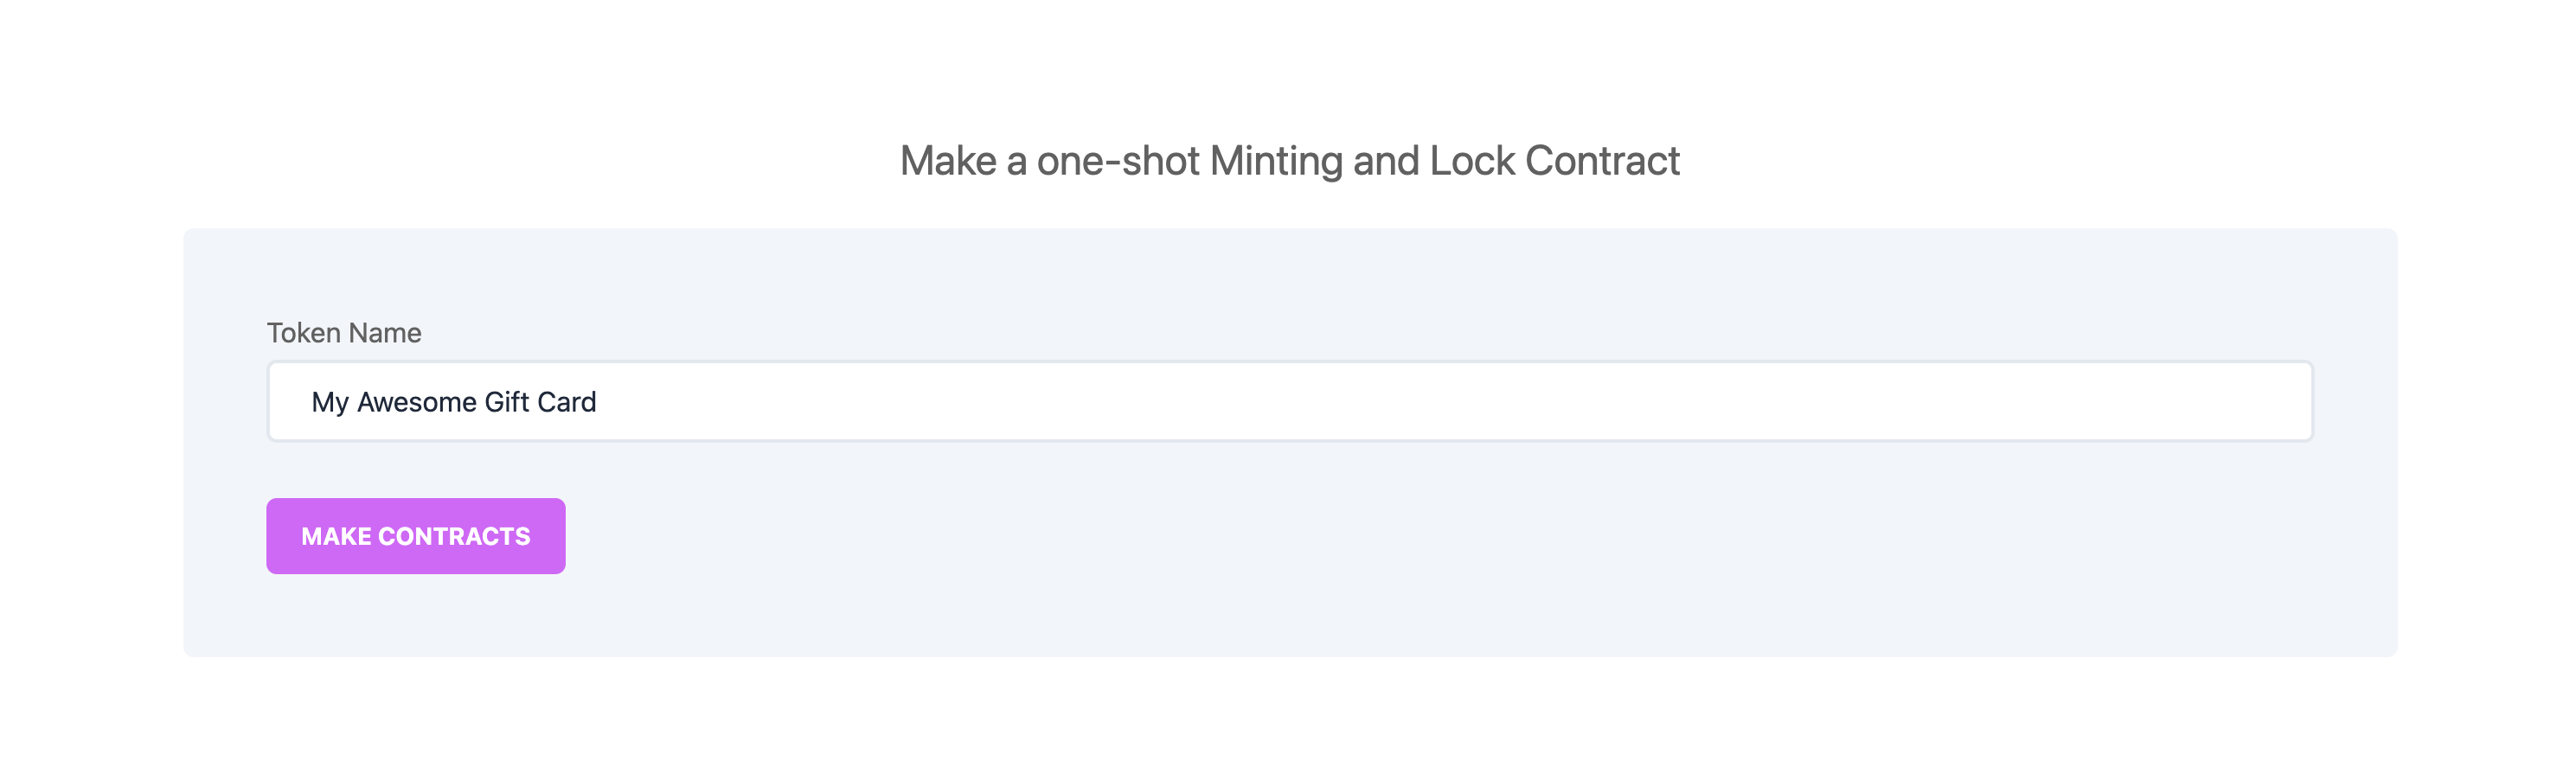 Make a one-shot Minting and Lock Contract
Token Name
My Awesome Gift Card
MAKE CONTRACTS